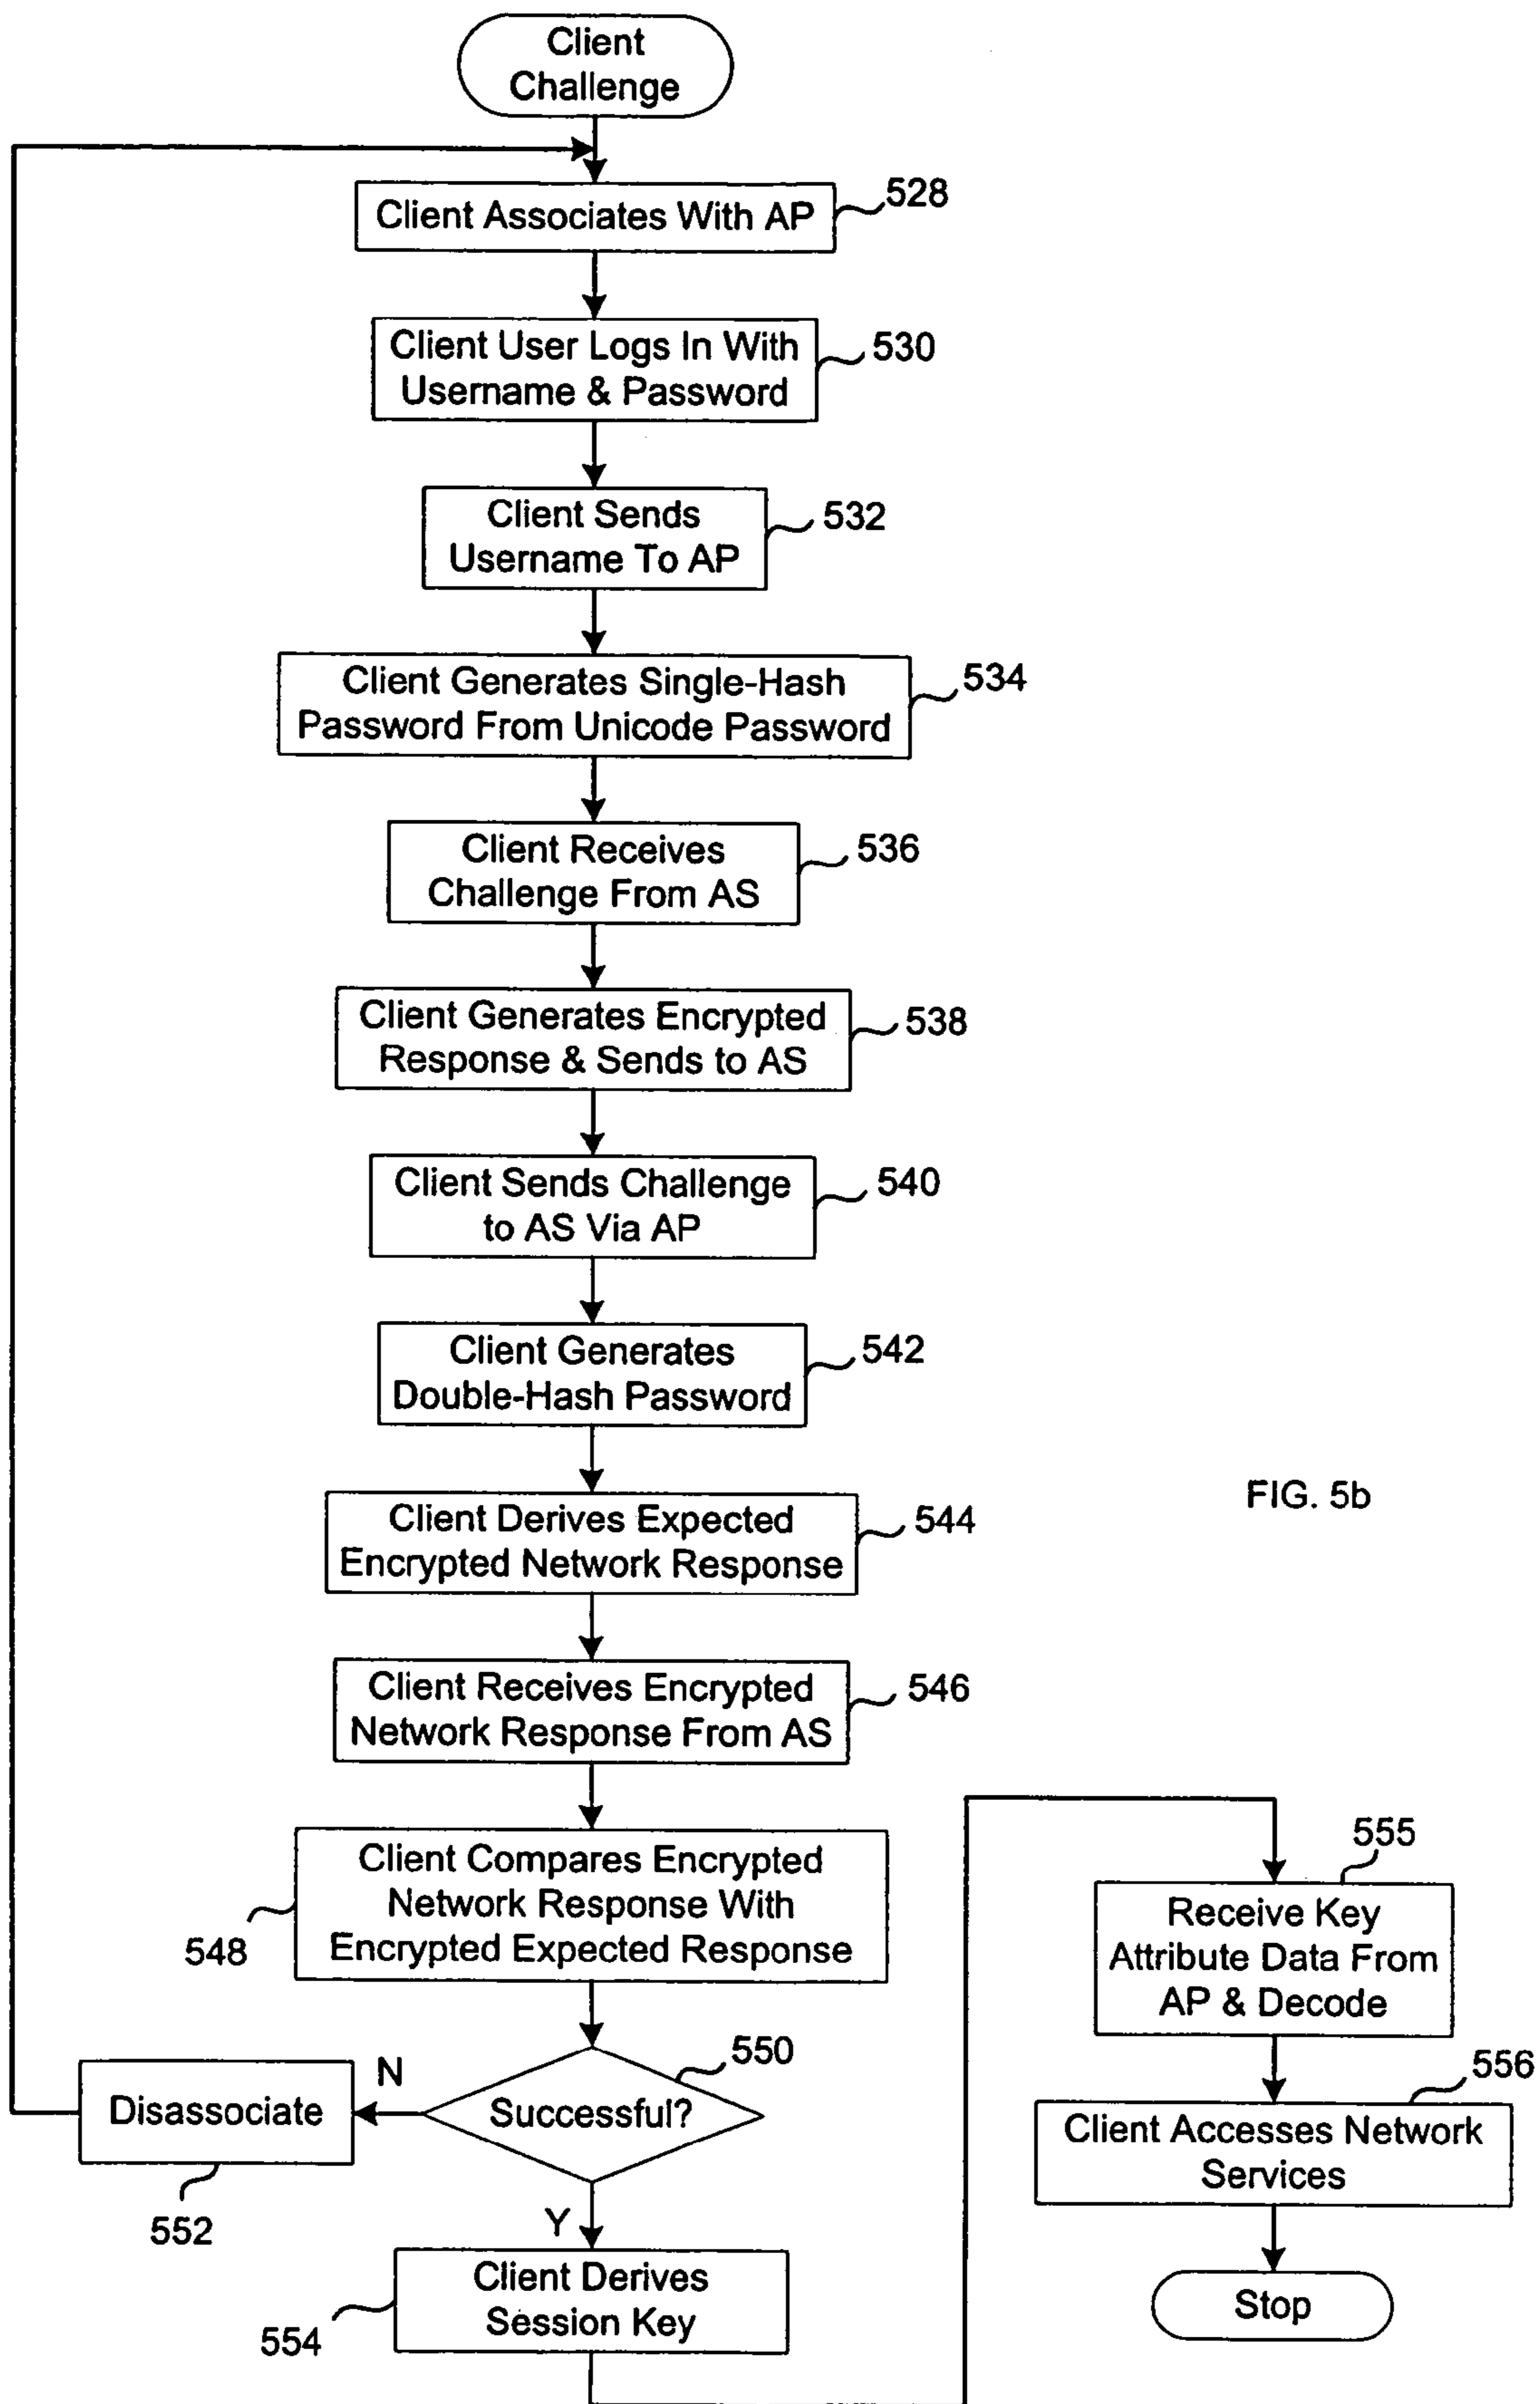 Client
Challenge
Client Associates With AP
528
Client User Logs In With
Username & Password
530
Client Sends
Username To AP
532
Client Generates Single-Hash
Password From Unicode Password
534
Client Receives
Challenge From AS
536
Client Generates Encrypted
Response & Sends to AS
538
Client Sends Challenge
to AS Via AP
540
Client Generates
Double-Hash Password
542
Client Derives Expected
Encrypted Network Response
544
FIG. 5b
Client Receives Encrypted
Network Response From AS
546
Client Compares Encrypted
Network Response With
Encrypted Expected Response
548
Successful?
550
N
Disassociate
552
Y
Client Derives
Session Key
554
Receive Key
Attribute Data From
AP & Decode
555
Client Accesses Network
Services
556
Stop